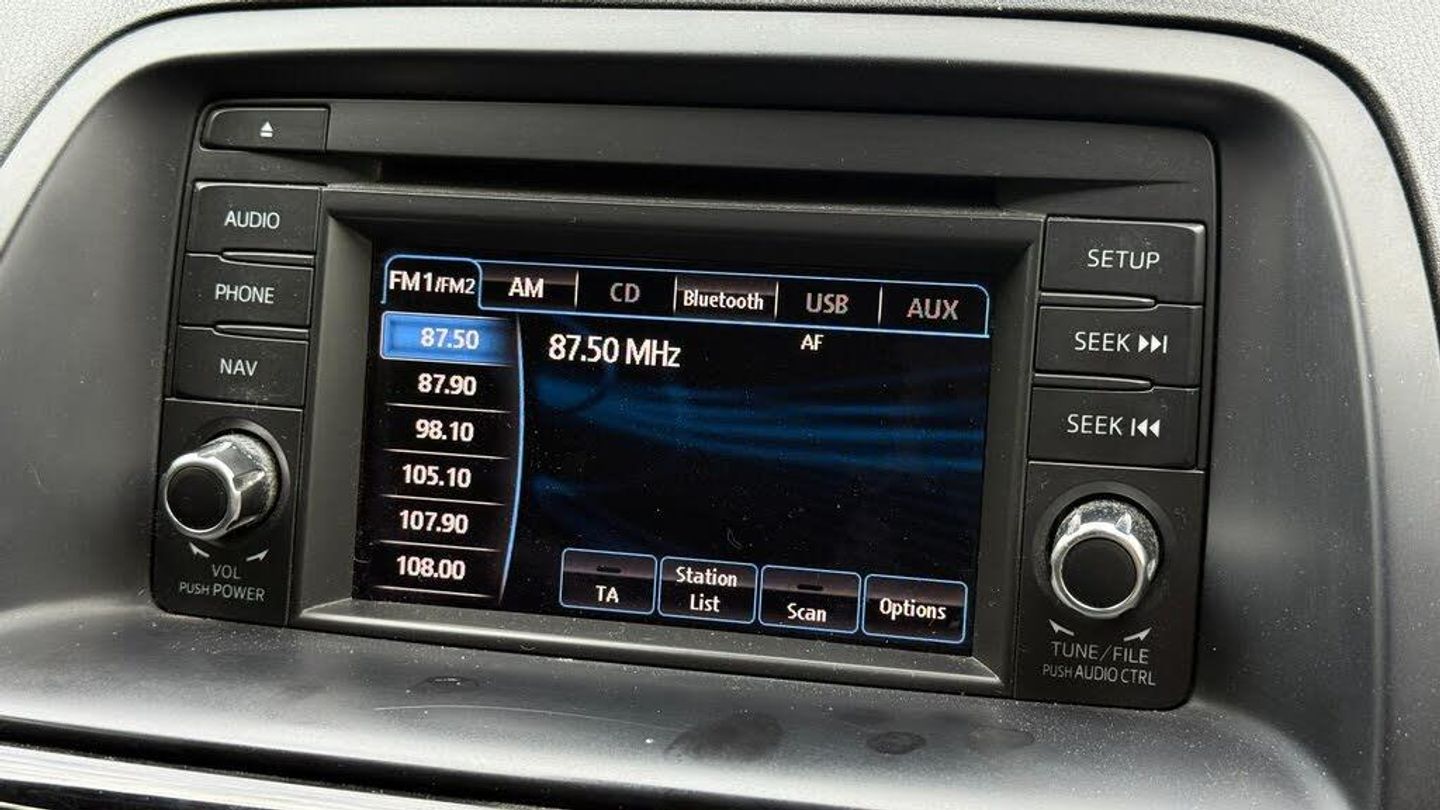 AUDIO
PHONE
NAV
VOL
PUSH POWER
FM1/FM2 AM CD Bluetooth USB AUX
87.50
87.90
98.10
105.10
107.90
108.00
87.50 MHz AF
TA
Station
List
Scan
Options
SETUP
SEEK
SEEK
TUNE/FILE
PUSH AUDIO CTRL